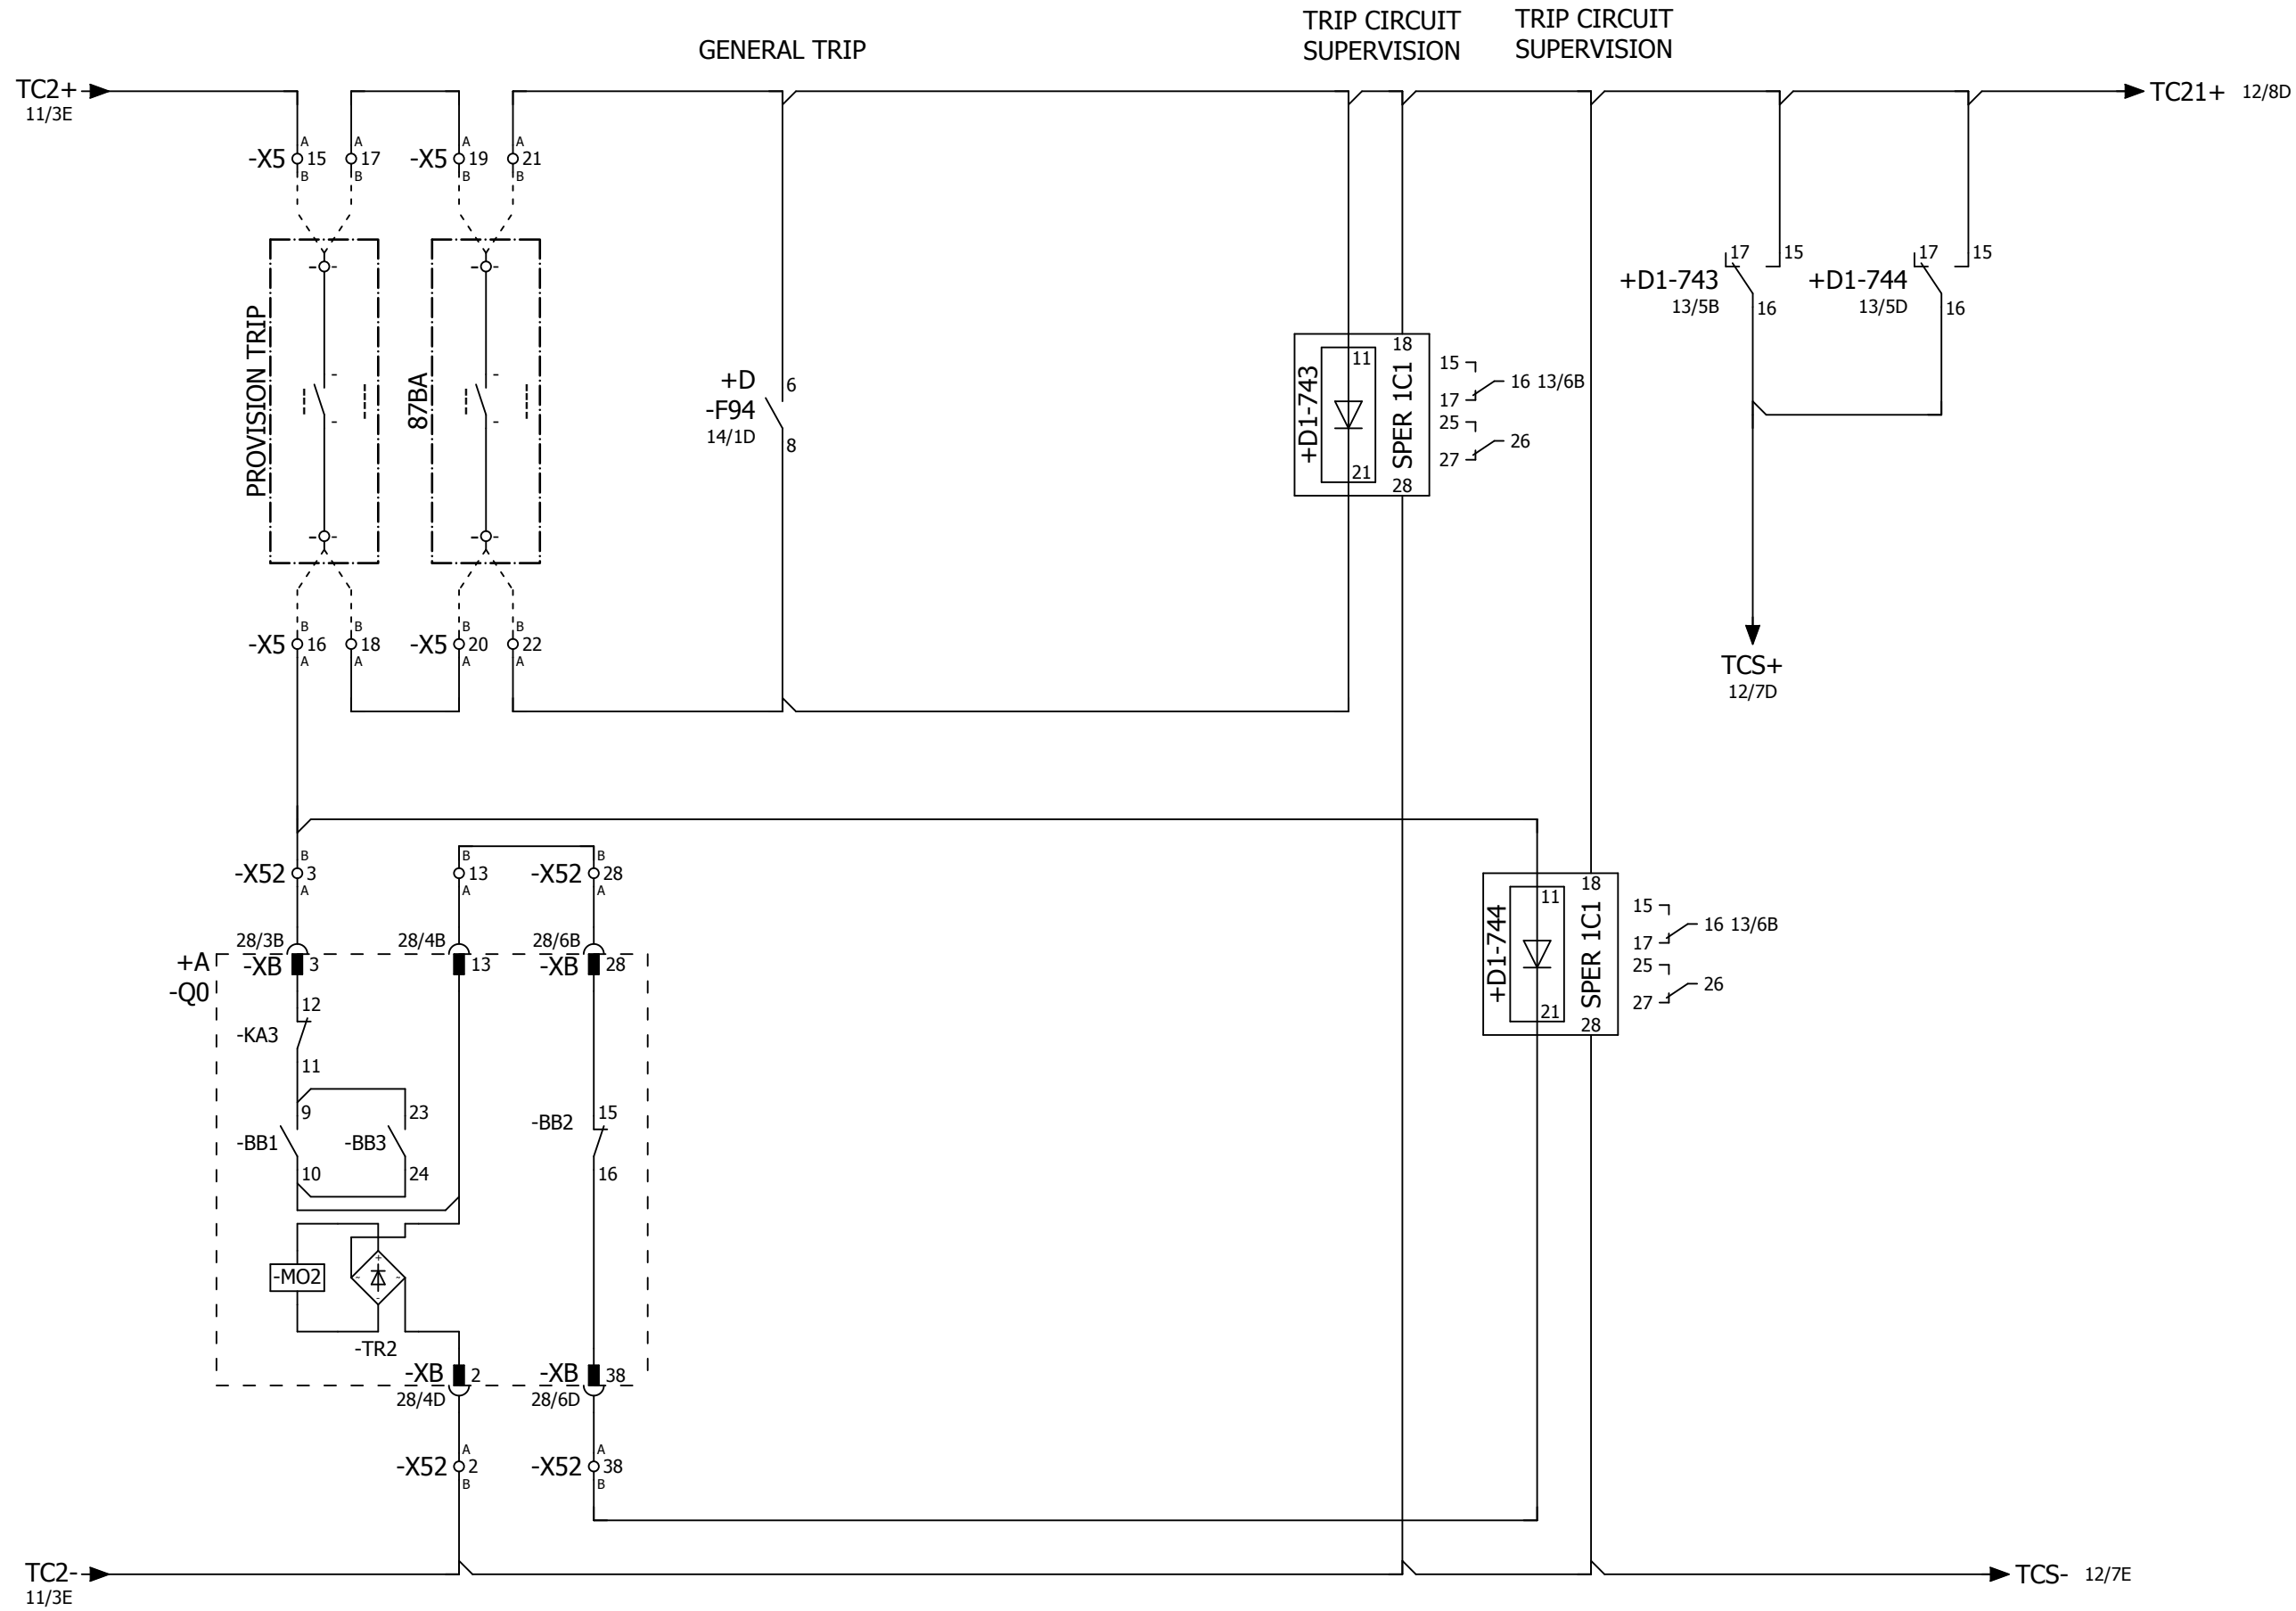 TRIP CIRCUIT
SUPERVISION
TRIP CIRCUIT
SUPERVISION
GENERAL TRIP
TC2+
11/3E
TC21+ 12/8D
A A A A
-X5 15 17 -X5 19 21
B B B B
17 15 17 15
+D1-743 +D1-744
13/5B 13/5D
16 16
PROVISION TRIP
87BA
+D
-F94
14/1D
6
8
+D1-743
11
21
18
SPER 1C1
28
15
16 13/6B
17
25
26
27
B B B B
-X5 16 18 -X5 20 22
A A A A
TCS+
12/7D
B B B
-X52 3 13 -X52 28
A A A
28/3B 28/4B 28/6B
+A
-Q0
-XB 3 13 -XB 28
12
-KA3
11
9 23
-BB1 -BB3
10 24
15
-BB2
16
+D1-744
11
21
18
SPER 1C1
28
15
16 13/6B
17
25
26
27
-MO2
+
~ ~
-
-TR2
-XB 2 -XB 38
28/4D 28/6D
A A
-X52 2 -X52 38
B B
TC2-
11/3E
TCS- 12/7E